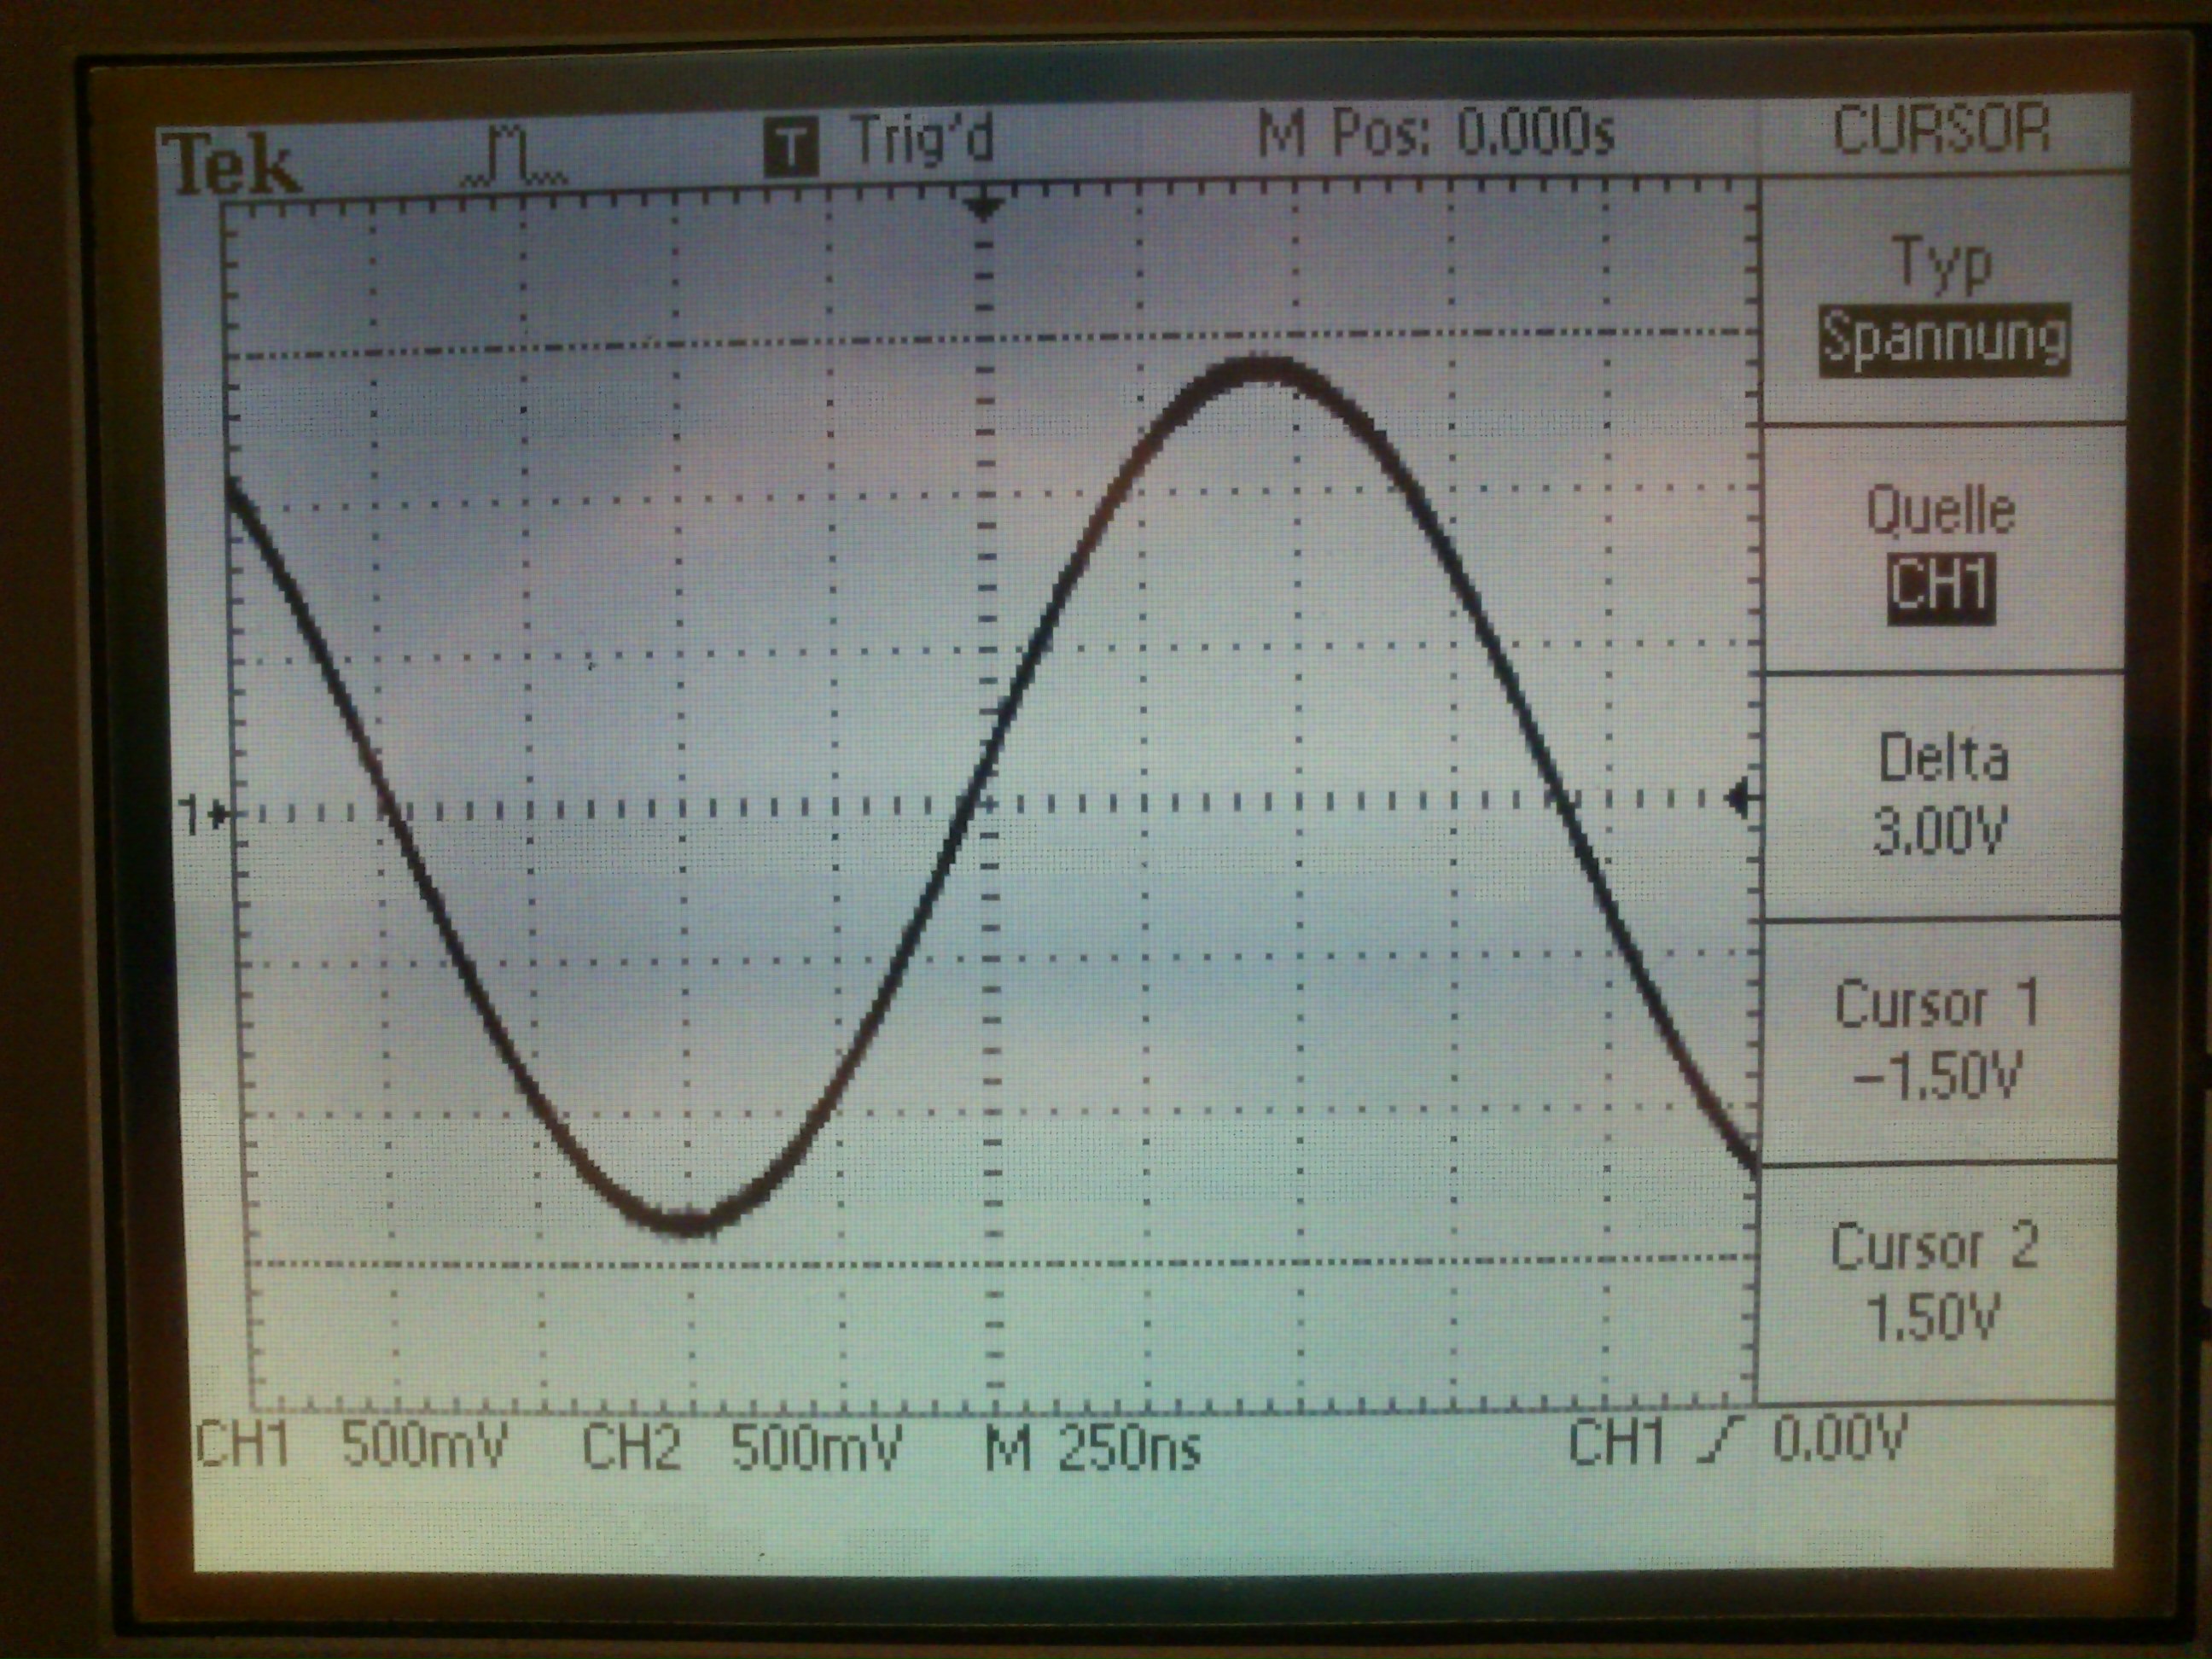 Tek T Trig'd M Pos: 0.000s CURSOR
Typ
Spannung
Quelle
CH1
Delta
3.00V
1
Cursor 1
−1.50V
Cursor 2
1.50V
CH1 500mV CH2 500mV M 250ns CH1 0.00V